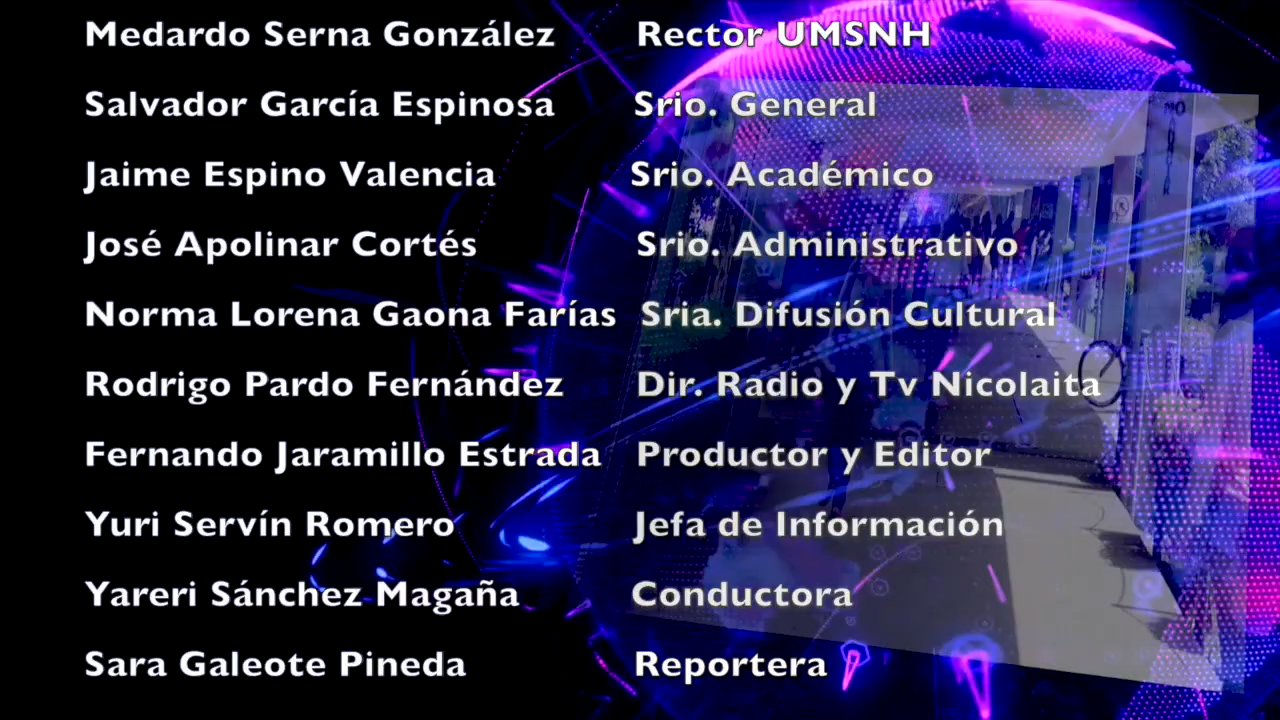 Medardo Serna González Rector UMSNH
Salvador García Espinosa Srio. General
Jaime Espino Valencia Srio. Académico
José Apolinar Cortés Srio. Administrativo
Norma Lorena Gaona Farías Sria. Difusión Cultural
Rodrigo Pardo Fernández Dir. Radio y Tv Nicolaita
Fernando Jaramillo Estrada Productor y Editor
Yuri Servín Romero Jefa de Información
Yareri Sánchez Magaña Conductora
Sara Galeote Pineda Reportera